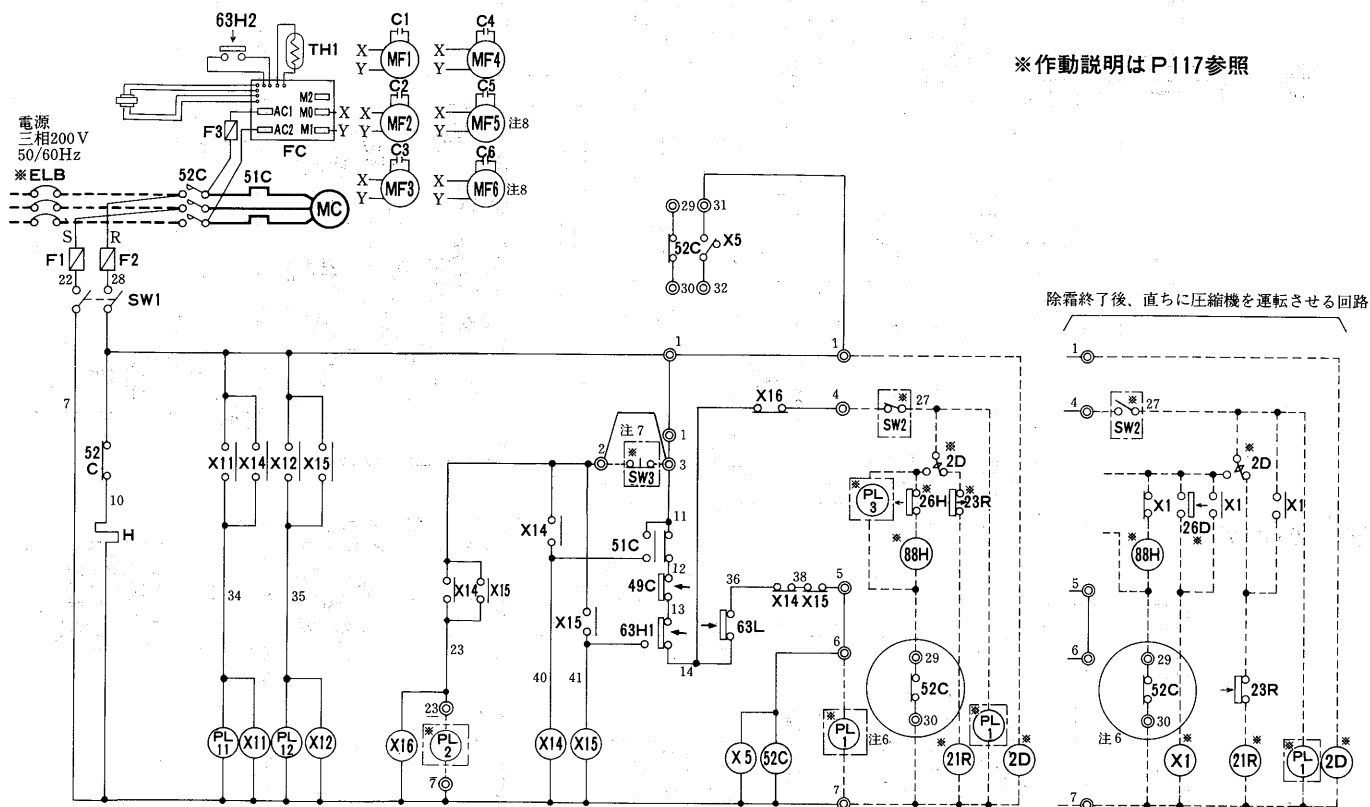 63H2
TH1
C1
X
Y
MF1
C4
X
Y
MF4
※作動説明はP117参照
M2
AC1 M0 X
AC2 M1 Y
FC
F3
C2
X
Y
MF2
C5
X
Y
MF5 注8
C3
X
Y
MF3
C6
X
Y
MF6 注8
電源
三相200V
50/60Hz
※ELB
52C
51C
MC
S
R
F1
F2
22
28
SW1
29 31
52C X5
30 32
除霜終了後、直ちに圧縮機を運転させる回路
1
1
1
7
52
C
10
H
X11 X14 X12 X15
34
35
PL
11
X11
PL
12
X12
X14 X15
23
23
X16
※
PL
2
7
X14
40
X14
X15
41
X15
2
注7
※
SW3
1
3
11
51C
12
49C
13
63H1
14
X16
4
36
63L
38
X14 X15
5
6
X5
52C
※
PL
1
注6
7
※
SW2
27
※
2D
※
PL
3
※
26H
※
23R
※
88H
29
52C
30
※
21R
※
PL
1
※
2D
4
※
SW2
27
※
2D
X1
26D
※
X1
X1
※
88H
5
6
29
52C
30
注6
23R
※
X1
※
21R
※
PL
1
※
2D
7